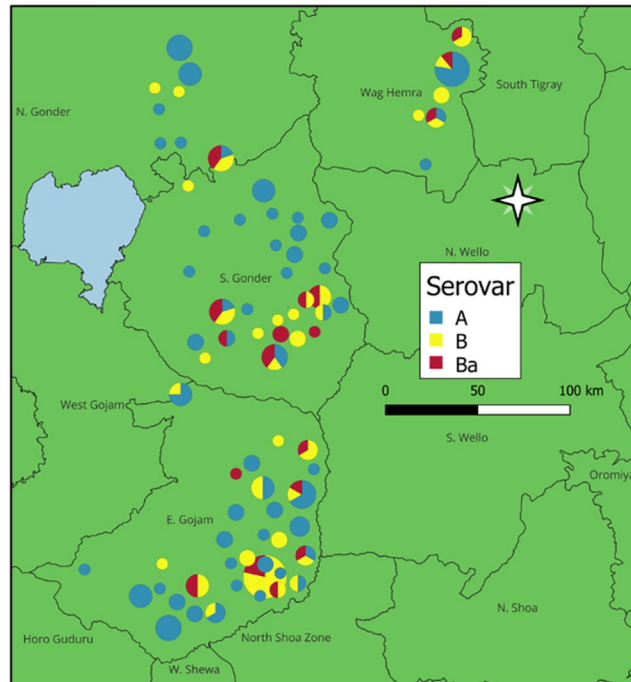 Wag Hemra
South Tigray
N. Gonder
N. Wello
S. Gonder
Serovar
A
B
Ba
0 50 100 km
West Gojam
S. Wello
Oromiya
E. Gojam
N. Shoa
Horo Guduru
North Shoa Zone
W. Shewa